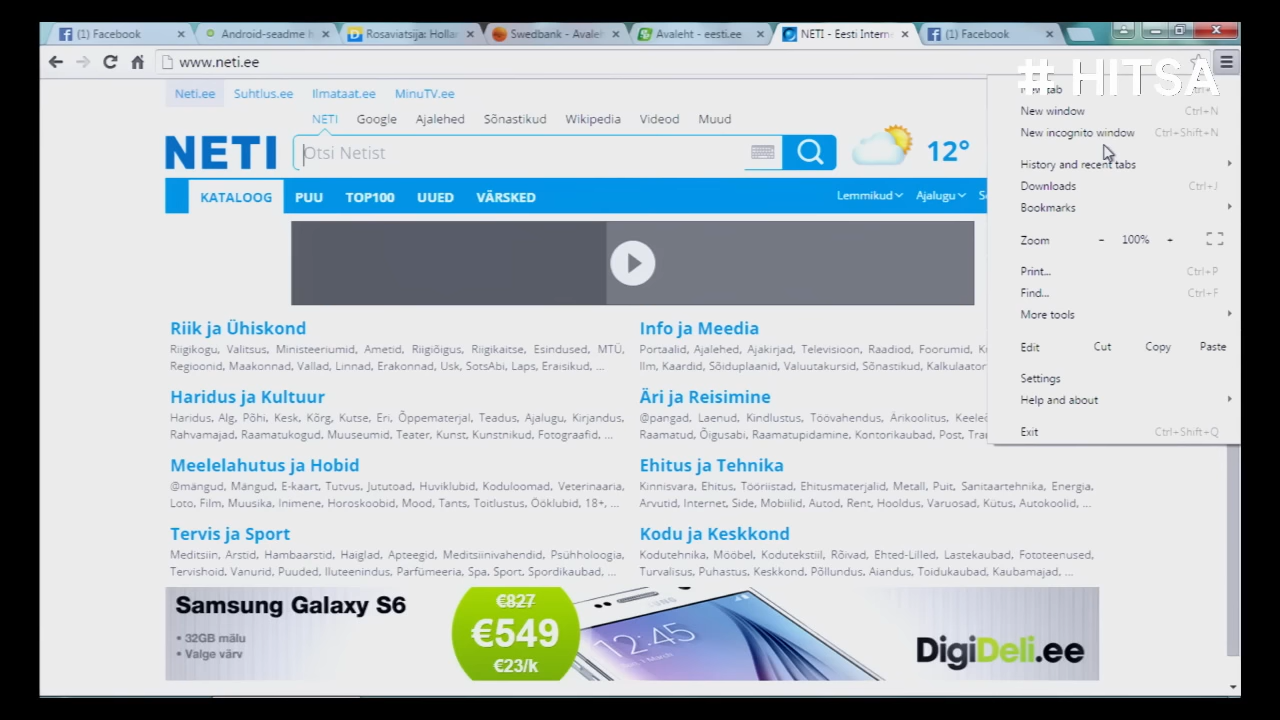 (1) Facebook
Android-seadme h
Rosaviatsija: Hollan
Swedbank - Avaleh
Avaleht - eesti.ee
NETI - Eesti Intern
(1) Facebook
www.neti.ee
# HITSA
Neti.ee Suhtlus.ee Ilmataat.ee MinuTV.ee
NETI Google Ajalehed Sõnastikud Wikipedia Videod Muud
NETI
Otsi Netist
12°
KATALOOG PUU TOP100 UUED VÄRSKED
Lemmikud Ajalugu
Riik ja Ühiskond
Riigikogu, Valitsus, Ministeeriumid, Ametid, Riigiõigus, Riigikaitse, Esindused, MTÜ,
Regioonid, Maakonnad, Vallad, Linnad, Erakonnad, Usk, SotsAbi, Laps, Eraisikud, ...
Info ja Meedia
Portaalid, Ajalehed, Ajakirjad, Televisioon, Raadiod, Foorumid,
Ilm, Kaardid, Sõiduplaanid, Valuutakursid, Sõnastikud, Kalkulaator
Haridus ja Kultuur
Haridus, Alg, Põhi, Kesk, Kõrg, Kutse, Eri, Õppematerjal, Teadus, Ajalugu, Kirjandus,
Rahvamajad, Raamatukogud, Muuseumid, Teater, Kunst, Kunstnikud, Fotograafid, ...
Äri ja Reisimine
@pangad, Laenud, Kindlustus, Töövahendus, Ärikoolitus, Keeleõ
Raamatud, Õigusabi, Raamatupidamine, Kontorikaubad, Post, Tra
Meelelahutus ja Hobid
@mängud, Mängud, E-kaart, Tutvus, Jututoad, Huviklubid, Koduloomad, Veterinaaria,
Loto, Film, Muusika, Inimene, Horoskoobid, Mood, Tants, Toitlustus, Ööklubid, 18+, ...
Ehitus ja Tehnika
Kinnisvara, Ehitus, Tööriistad, Ehitusmaterjalid, Metall, Puit, Sanitaartehnika, Energia,
Arvutid, Internet, Side, Mobiilid, Autod, Rent, Hooldus, Varuosad, Kütus, Autokoolid, ...
Tervis ja Sport
Meditsiin, Arstid, Hambaarstid, Haiglad, Apteegid, Meditsiinivahendid, Psühholoogia,
Tervishoid, Vanurid, Puuded, Iluteenindus, Parfümeeria, Spa, Sport, Spordikaubad, ...
Kodu ja Keskkond
Kodutehnika, Mööbel, Kodutekstiil, Rõivad, Ehted-Lilled, Lastekaubad, Fototeenused,
Turvalisus, Puhastus, Keskkond, Põllundus, Aiandus, Toidukaubad, Kaubamajad, ...
tab
New window Ctrl+N
New incognito window Ctrl+Shift+N
History and recent tabs
Downloads Ctrl+J
Bookmarks
Zoom - 100% +
Print... Ctrl+P
Find... Ctrl+F
More tools
Edit Cut Copy Paste
Settings
Help and about
Exit Ctrl+Shift+Q
Samsung Galaxy S6
• 32GB mälu
• Valge värv
€827
€549
€23/k
SAMSUNG
12:45
DigiDeli.ee